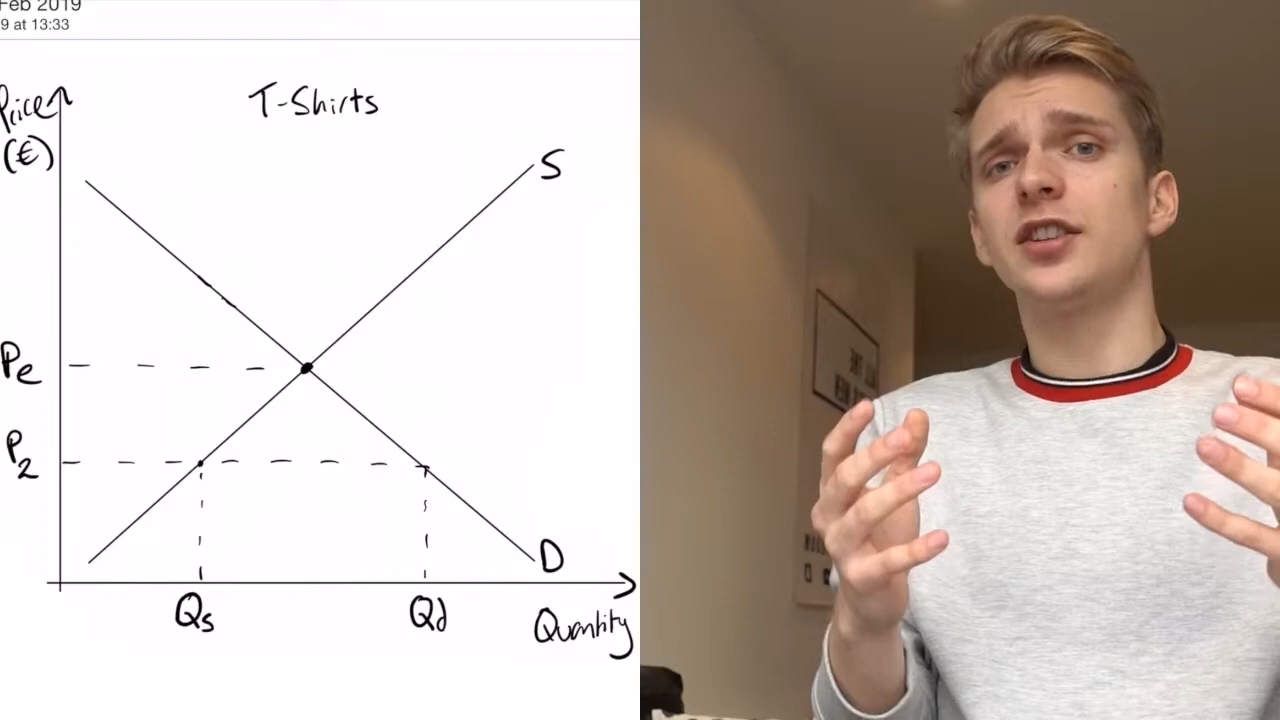 Feb 2019
9 at 13:33
T-Shirts
Price
(€)
S
Pe
P2
D
Qs
Qd
Quantity